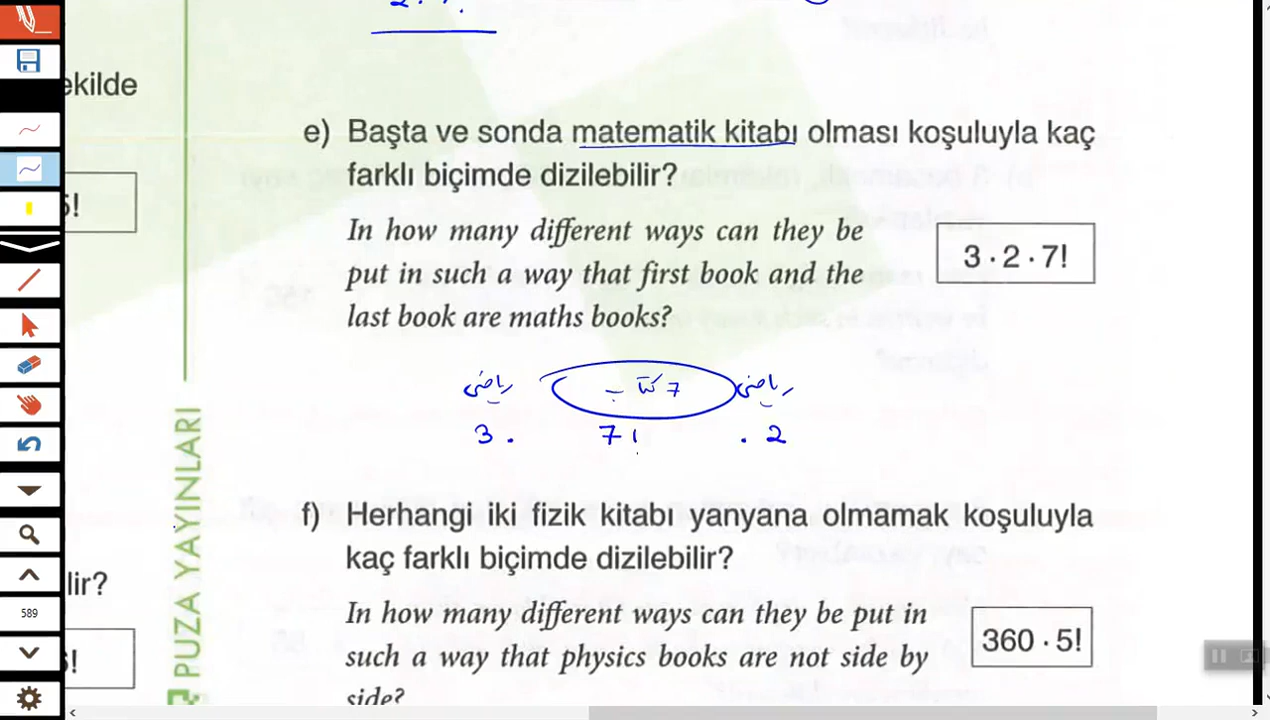 ekilde
5!
e) Başta ve sonda matematik kitabı olması koşuluyla kaç
farklı biçimde dizilebilir?
In how many different ways can they be
put in such a way that first book and the
last book are maths books?
3 · 2 · 7!
رياضي 7 كتب رياضي
3 . 7! . 2
f) Herhangi iki fizik kitabı yanyana olmamak koşuluyla
kaç farklı biçimde dizilebilir?
In how many different ways can they be put in
such a way that physics books are not side by
side?
360 · 5!
lir?
PUZA YAYINLARI
589